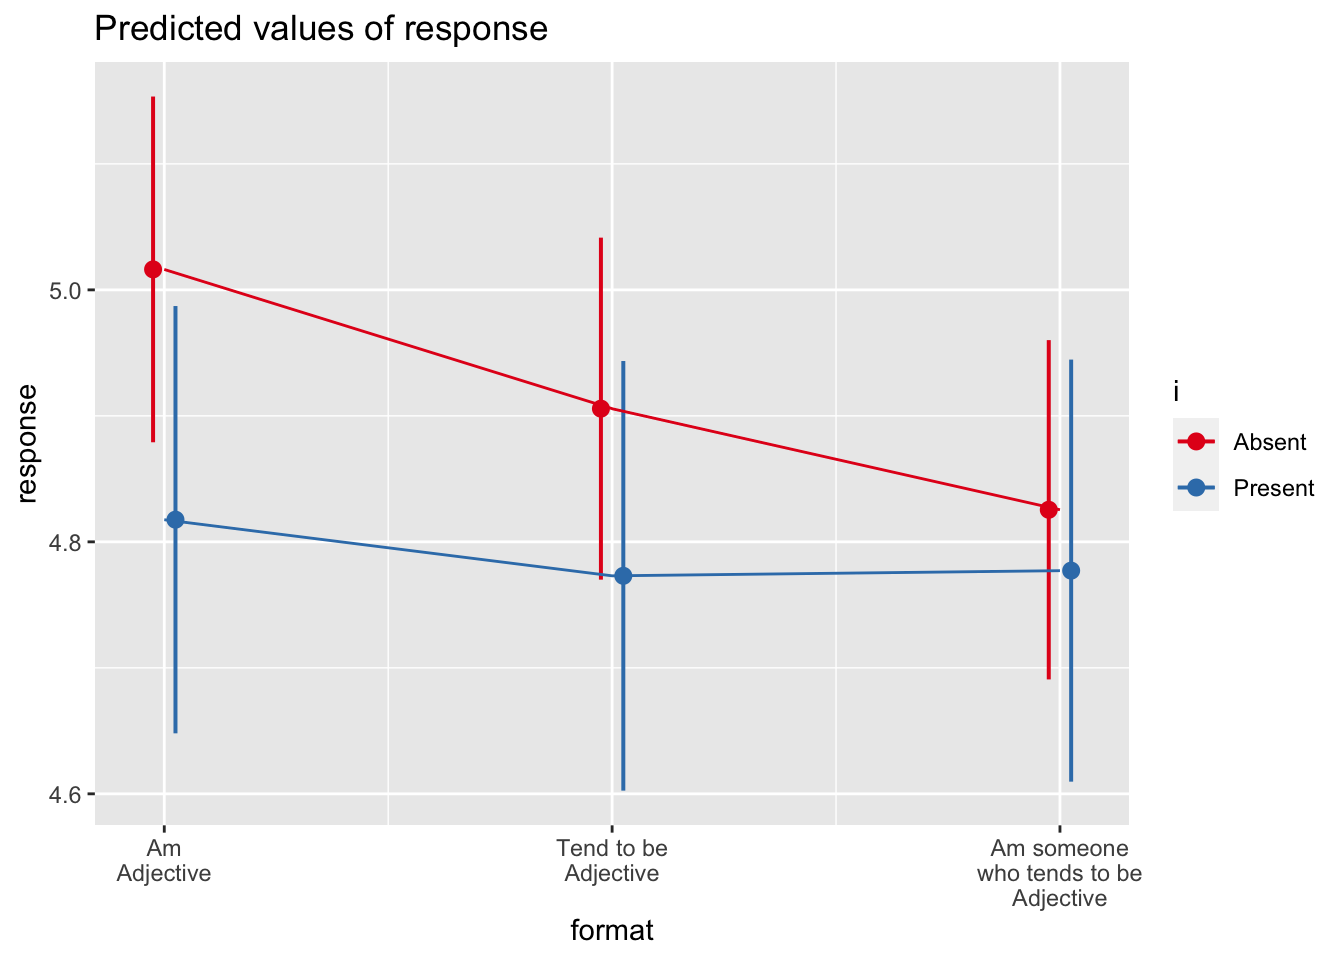 Predicted values of response
5.0
4.8
4.6
response
Am
Adjective
Tend to be
Adjective
Am someone
who tends to be
Adjective
format
i
Absent
Present